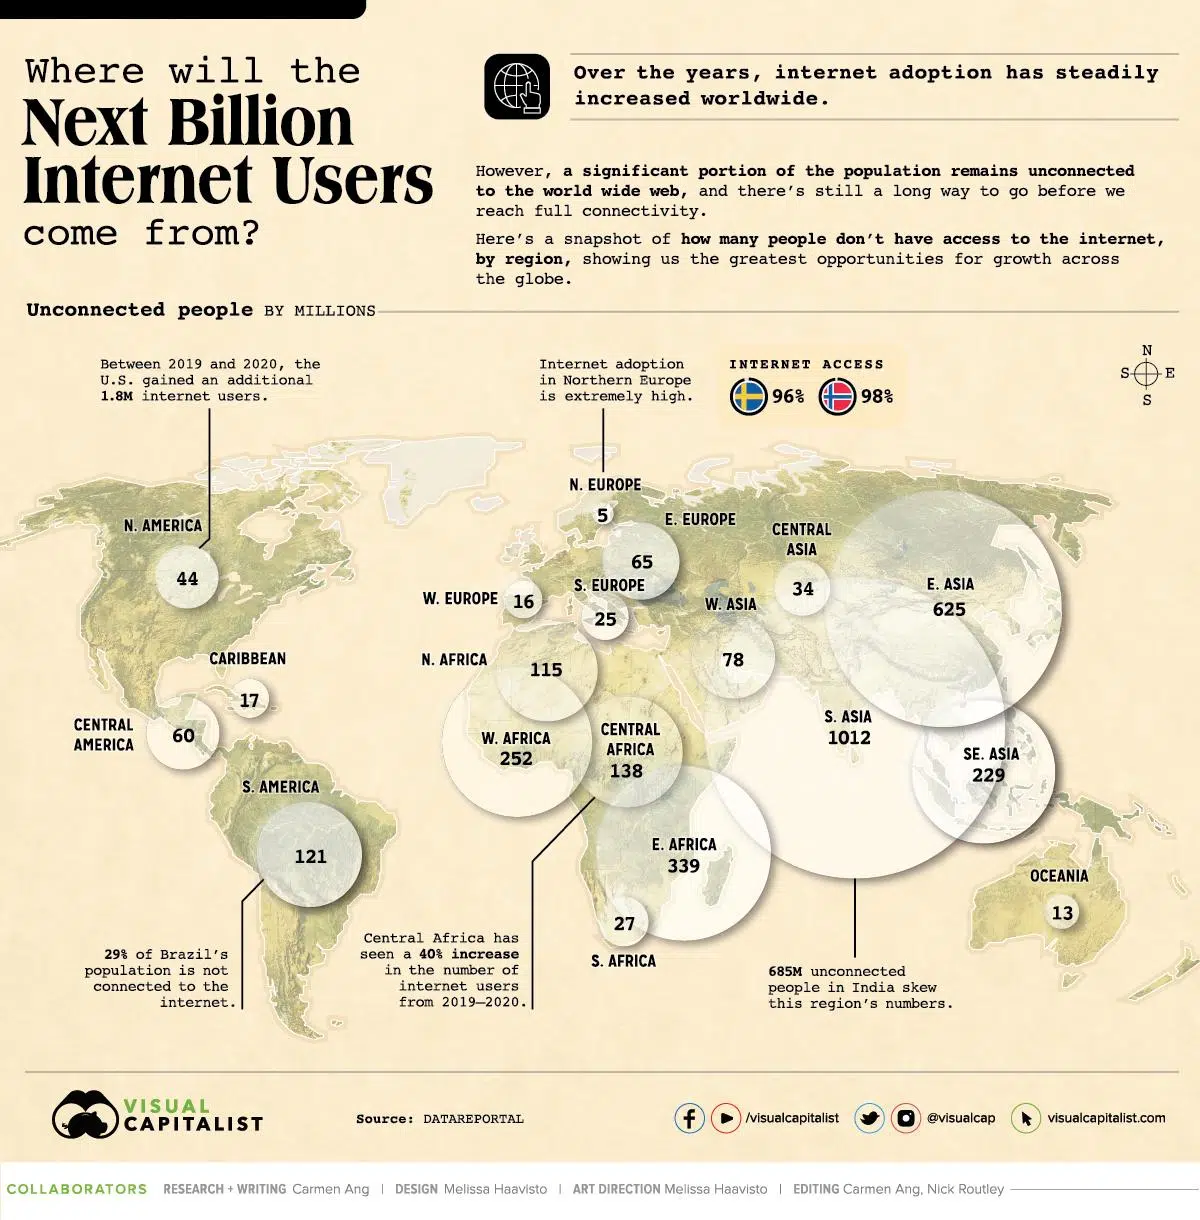 Where will the
Next Billion
Internet Users
come from?
Over the years, internet adoption has steadily
increased worldwide.
However, a significant portion of the population remains unconnected
to the world wide web, and there's still a long way to go before we
reach full connectivity.
Here's a snapshot of how many people don't have access to the internet,
by region, showing us the greatest opportunities for growth across
the globe.
Unconnected people BY MILLIONS
Between 2019 and 2020, the
U.S. gained an additional
1.8M internet users.
Internet adoption
in Northern Europe
is extremely high.
INTERNET ACCESS
96% 98%
N
S E
S
N. EUROPE
5
E. EUROPE
65
N. AMERICA
44
CENTRAL
ASIA
34
E. ASIA
625
W. EUROPE 16
S. EUROPE
25
W. ASIA
78
CARIBBEAN
17
N. AFRICA 115
CENTRAL
AMERICA
60
W. AFRICA
252
CENTRAL
AFRICA
138
S. ASIA
1012
SE. ASIA
229
S. AMERICA
121
E. AFRICA
339
OCEANIA
13
27
S. AFRICA
29% of Brazil's
population is not
connected to the
internet.
Central Africa has
seen a 40% increase
in the number of
internet users
from 2019–2020.
685M unconnected
people in India skew
this region's numbers.
VISUAL
CAPITALIST
Source: DATAREPORTAL
/visualcapitalist @visualcap visualcapitalist.com
COLLABORATORS RESEARCH + WRITING Carmen Ang | DESIGN Melissa Haavisto | ART DIRECTION Melissa Haavisto | EDITING Carmen Ang, Nick Routley